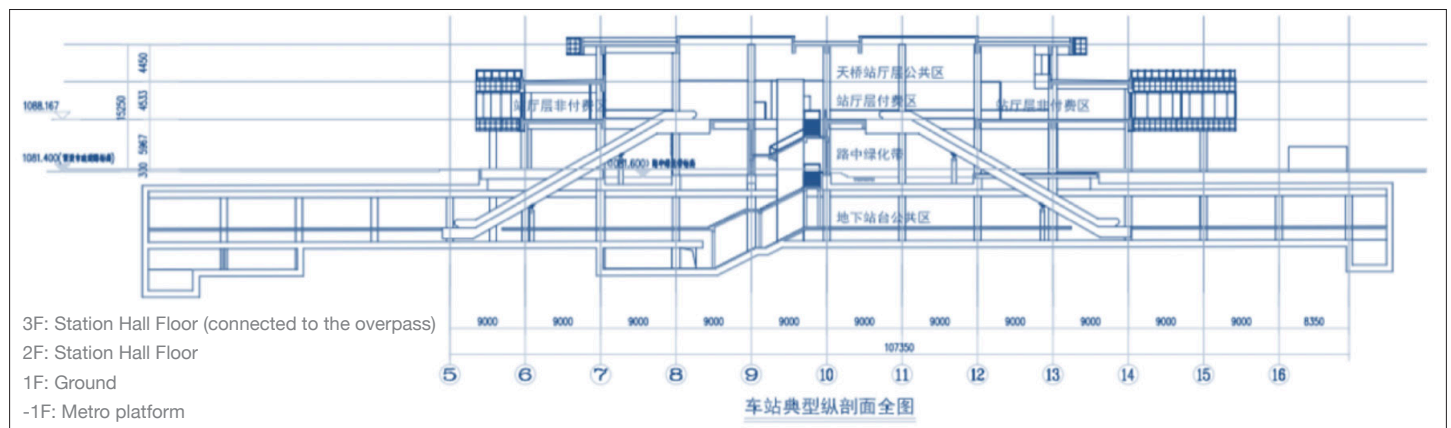 天桥站厅层公共区
站厅层付费区
站厅层非付费区
站厅层非付费区
路中绿化带
地下站台公共区
4450
4533
15250
5967
330
1088.167
1081.400
9000 9000 9000 9000 9000 9000 9000 9000 9000 9000 9000 8350
107350
5 6 7 8 9 10 11 12 13 14 15 16
车站典型纵剖面全图
3F: Station Hall Floor (connected to the overpass)
2F: Station Hall Floor
1F: Ground
-1F: Metro platform